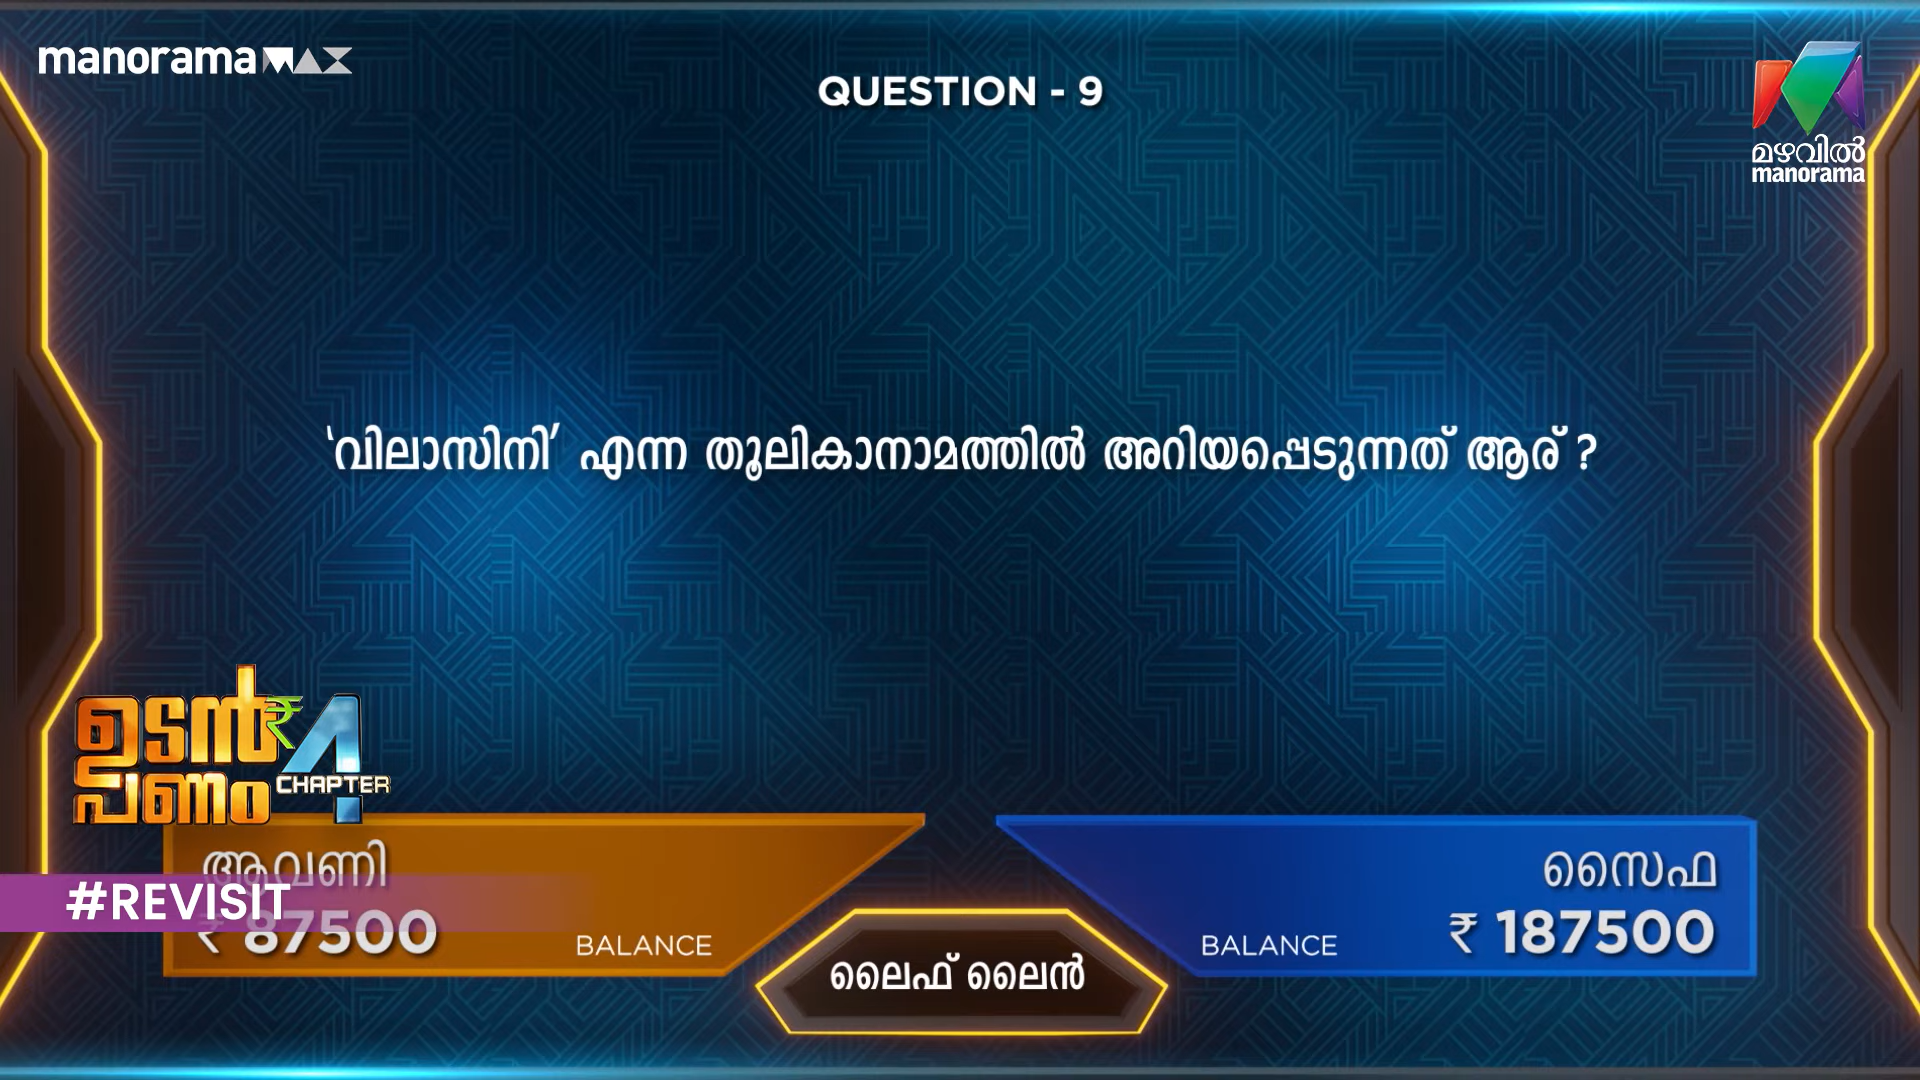 manoramaMAX
QUESTION - 9
മഴവിൽ
manorama
'വിലാസിനി' എന്ന തൂലികാനാമത്തിൽ അറിയപ്പെടുന്നത് ആര് ?
ഉടൻ
പണം
CHAPTER
4
ആവണി
#REVISIT
₹ 87500
BALANCE
ലൈഫ് ലൈൻ
സൈഫ
BALANCE
₹ 187500